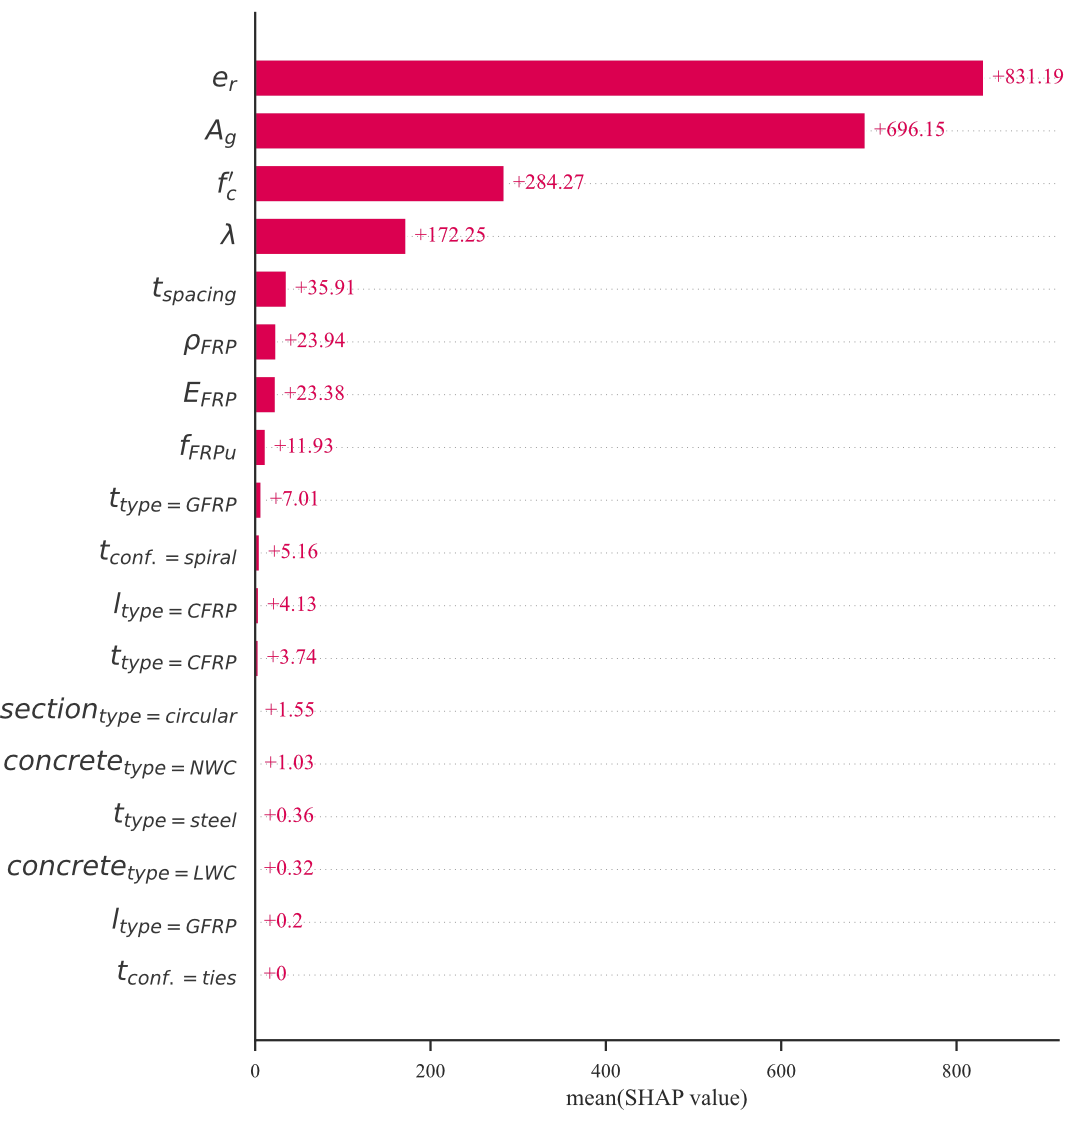 e_r +831.19
A_g +696.15
f′_c +284.27
λ +172.25
t_spacing +35.91
ρ_FRP +23.94
E_FRP +23.38
f_FRPu +11.93
t_type = GFRP +7.01
t_conf. = spiral +5.16
l_type = CFRP +4.13
t_type = CFRP +3.74
section_type = circular +1.55
concrete_type = NWC +1.03
t_type = steel +0.36
concrete_type = LWC +0.32
l_type = GFRP +0.2
t_conf. = ties +0
0 200 400 600 800
mean(SHAP value)